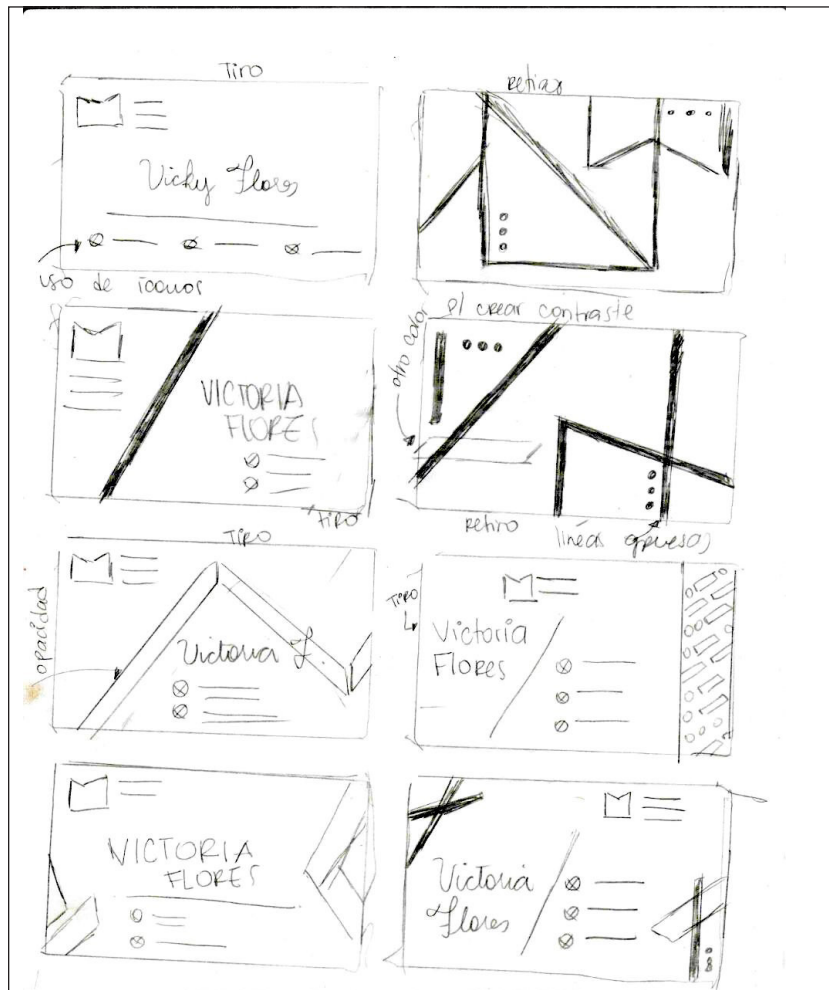 Tiro
retiro
Vicky Flores
uso de iconos
p/ crear contraste
otro color
VICTORIA
FLORES
TIRO
Retiro
líneas gruesas
TIRO
opacidad
Victoria F.
TIRO
Victoria
FLORES
VICTORIA
FLORES
Victoria
Flores